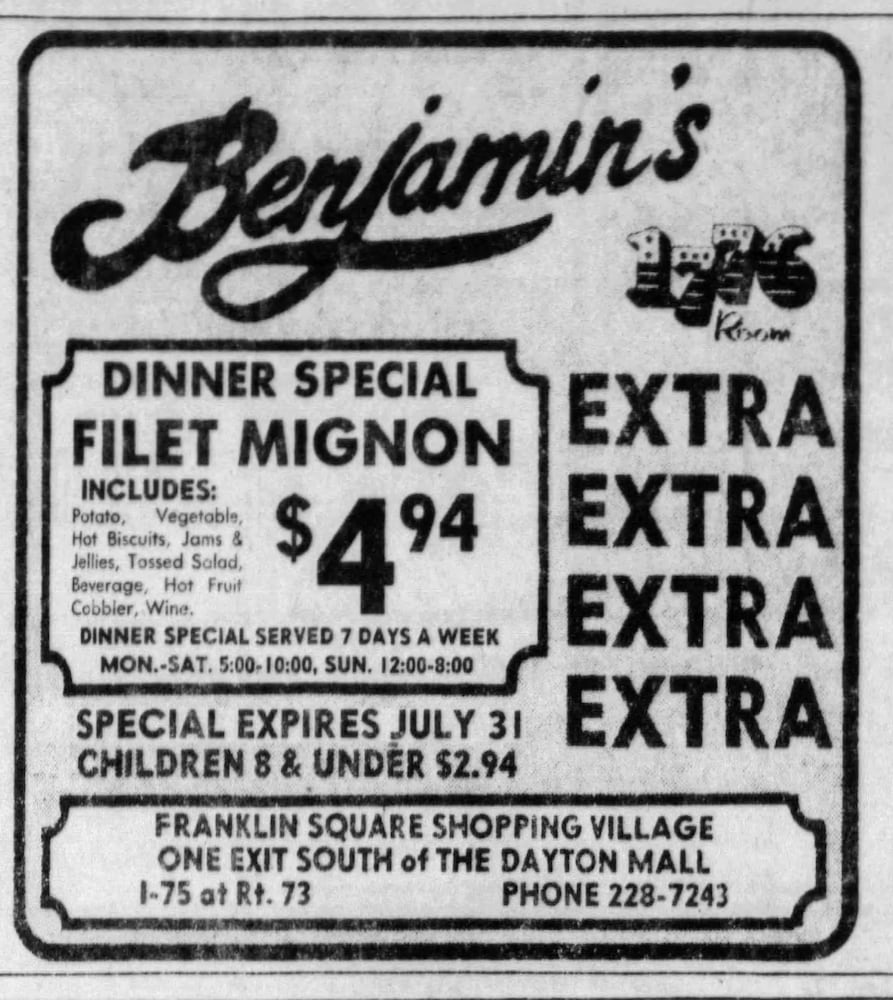 Benjamin's
1776
Room
DINNER SPECIAL
FILET MIGNON
INCLUDES:
Potato, Vegetable,
Hot Biscuits, Jams &
Jellies, Tossed Salad,
Beverage, Hot Fruit
Cobbler, Wine.
$4 94
DINNER SPECIAL SERVED 7 DAYS A WEEK
MON.-SAT. 5:00-10:00, SUN. 12:00-8:00
EXTRA
EXTRA
EXTRA
EXTRA
SPECIAL EXPIRES JULY 31
CHILDREN 8 & UNDER $2.94
FRANKLIN SQUARE SHOPPING VILLAGE
ONE EXIT SOUTH of THE DAYTON MALL
I-75 at Rt. 73 PHONE 228-7243